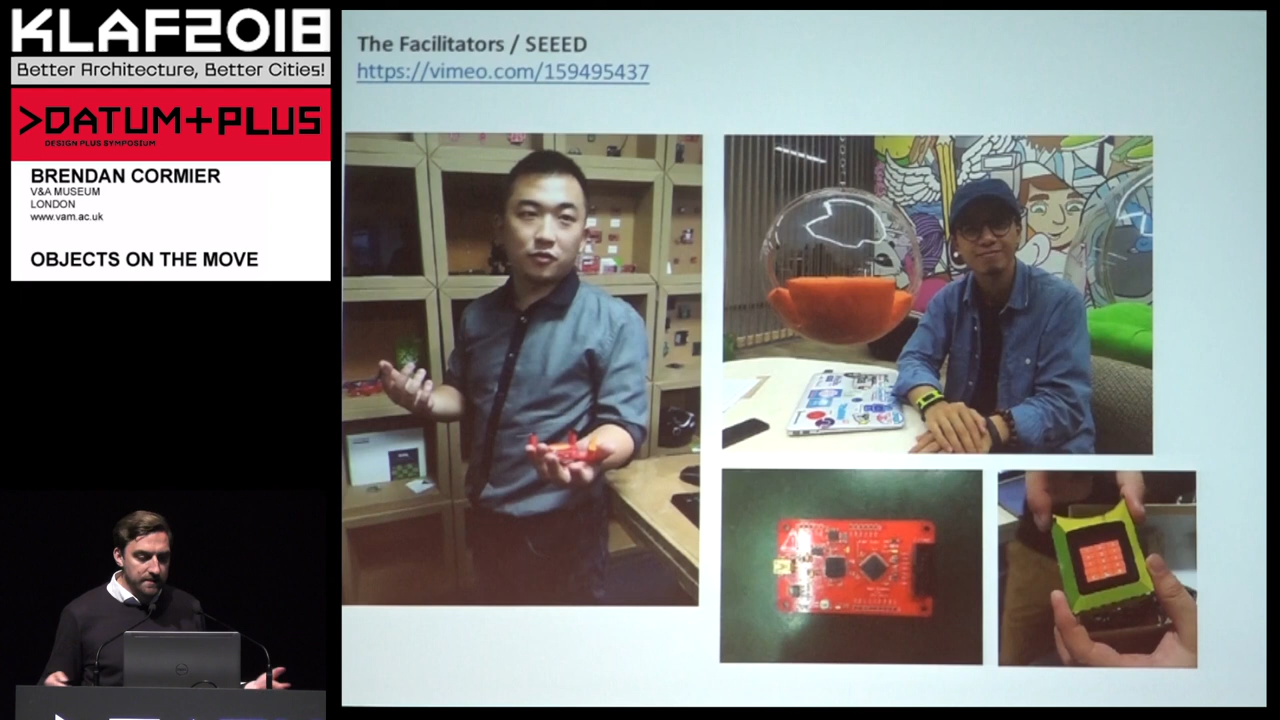 KLAF2018
Better Architecture, Better Cities!
>DATUM+PLUS
DESIGN PLUS SYMPOSIUM
BRENDAN CORMIER
V&A MUSEUM
LONDON
www.vam.ac.uk
OBJECTS ON THE MOVE
The Facilitators / SEEED
https://vimeo.com/159495437
DELL